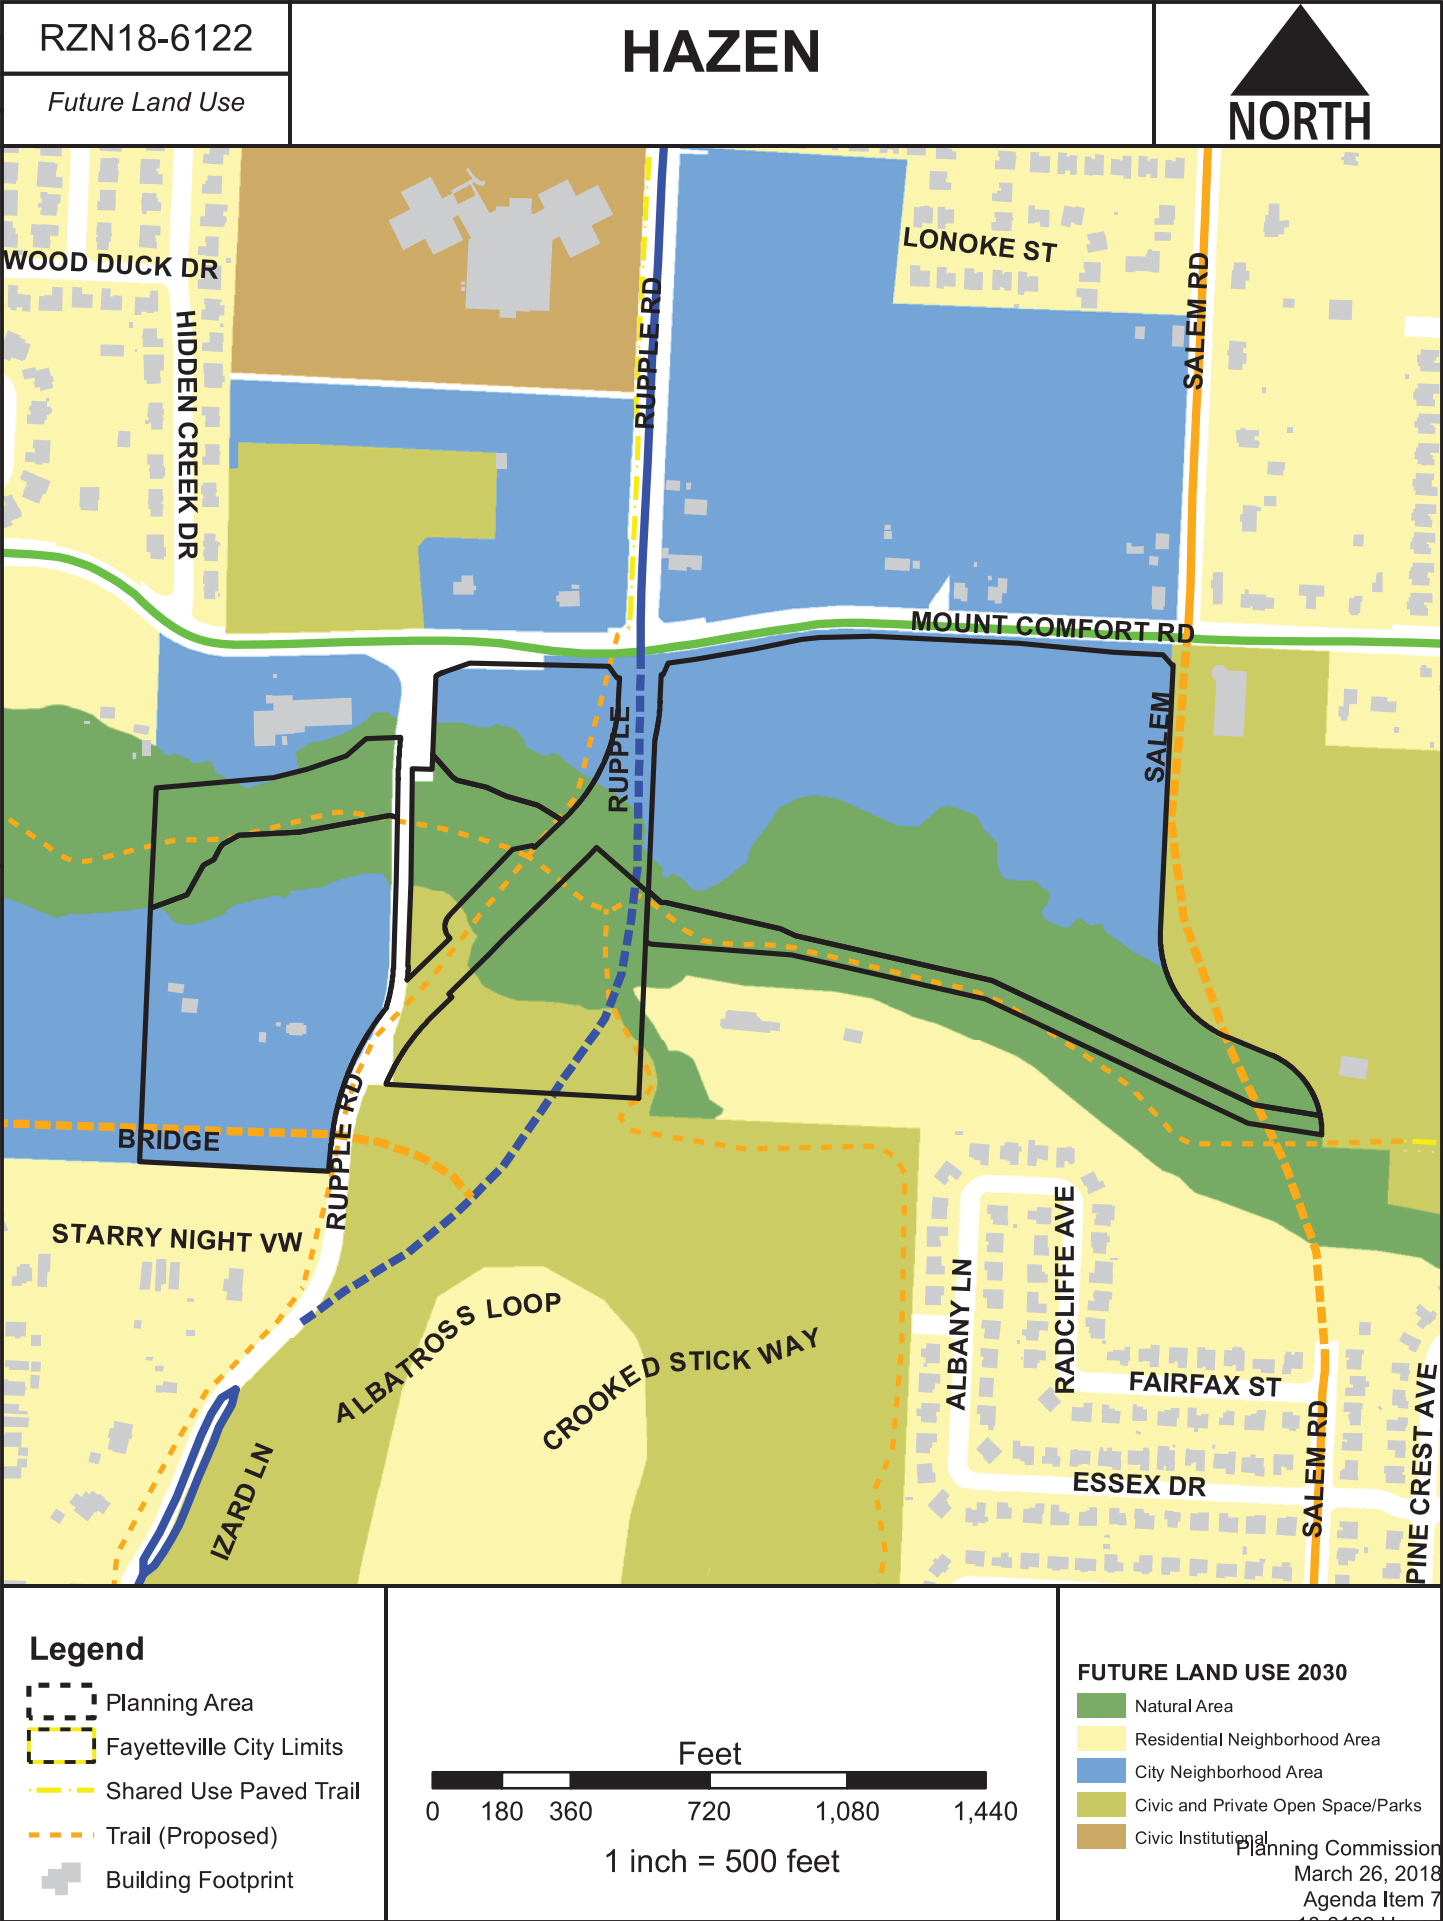 RZN18-6122
Future Land Use
HAZEN
NORTH
WOOD DUCK DR
HIDDEN CREEK DR
RUPPLE RD
LONOKE ST
SALEM RD
MOUNT COMFORT RD
RUPPLE
SALEM
BRIDGE
RUPPLE RD
STARRY NIGHT VW
ALBATROSS LOOP
CROOKED STICK WAY
IZARD LN
ALBANY LN
RADCLIFFE AVE
FAIRFAX ST
ESSEX DR
SALEM RD
PINE CREST AVE
Legend
Planning Area
Fayetteville City Limits
Shared Use Paved Trail
Trail (Proposed)
Building Footprint
Feet
0 180 360 720 1,080 1,440
1 inch = 500 feet
FUTURE LAND USE 2030
Natural Area
Residential Neighborhood Area
City Neighborhood Area
Civic and Private Open Space/Parks
Civic Institutional
Planning Commission
March 26, 2018
Agenda Item 7